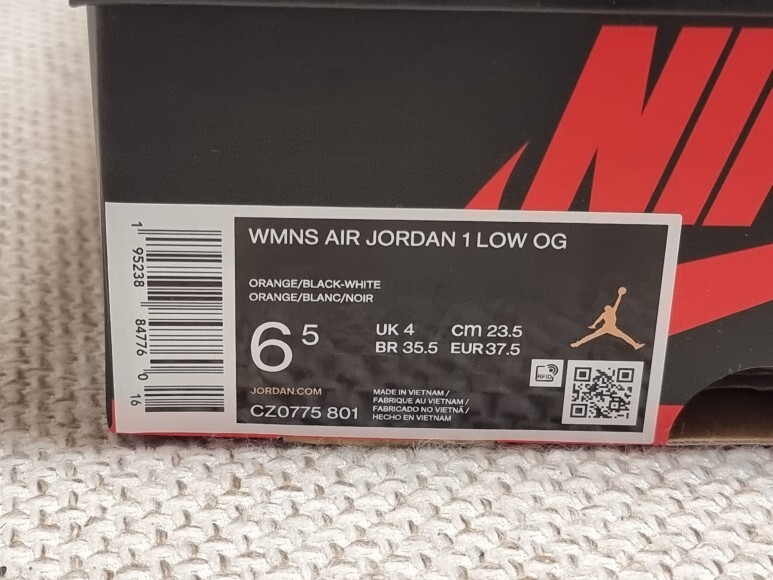 NI
WMNS AIR JORDAN 1 LOW OG
ORANGE/BLACK-WHITE
ORANGE/BLANC/NOIR
6 5
UK 4 cm 23.5
BR 35.5 EUR 37.5
RFID
JORDAN.COM
CZ0775 801
MADE IN VIETNAM /
FABRIQUE AU VIETNAM /
FABRICADO NO VIETNÃ /
HECHO EN VIETNAM
1 95238 84776 0 16